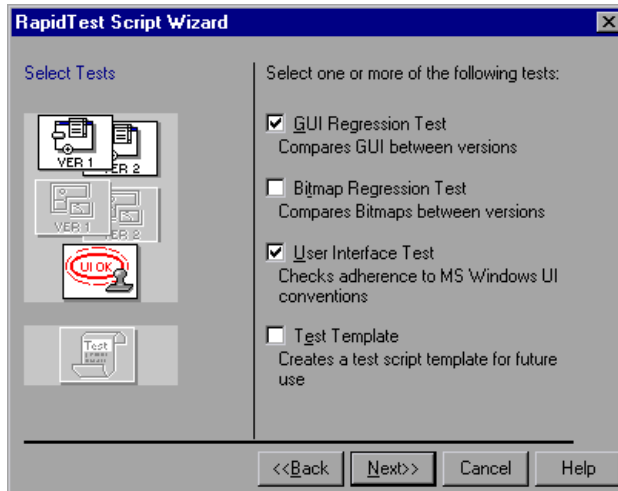 RapidTest Script Wizard
Select Tests
VER 1
VER 2
VER 1
VER 2
UI OK
Test
Select one or more of the following tests:
GUI Regression Test
Compares GUI between versions
Bitmap Regression Test
Compares Bitmaps between versions
User Interface Test
Checks adherence to MS Windows UI
conventions
Test Template
Creates a test script template for future
use
<<Back
Next>>
Cancel
Help